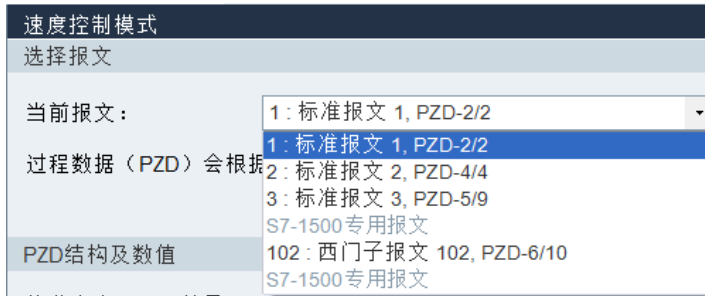 速度控制模式
选择报文
当前报文：
1 : 标准报文 1, PZD-2/2
1 : 标准报文 1, PZD-2/2
过程数据（PZD）会根据
2 : 标准报文 2, PZD-4/4
3 : 标准报文 3, PZD-5/9
S7-1500专用报文
PZD结构及数值
102 : 西门子报文 102, PZD-6/10
S7-1500专用报文